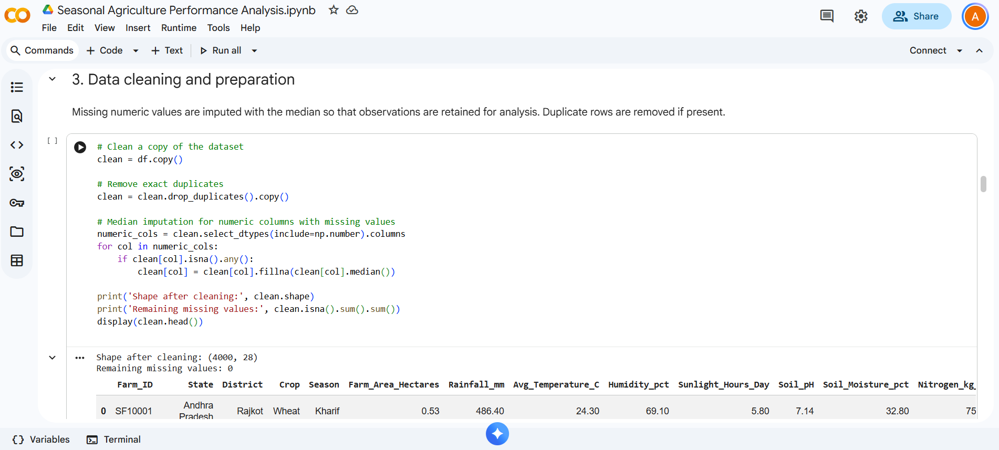 Seasonal Agriculture Performance Analysis.ipynb
File Edit View Insert Runtime Tools Help
Share
A
Commands + Code + Text Run all
Connect
3. Data cleaning and preparation
Missing numeric values are imputed with the median so that observations are retained for analysis. Duplicate rows are removed if present.
[ ]
# Clean a copy of the dataset
clean = df.copy()
# Remove exact duplicates
clean = clean.drop_duplicates().copy()
# Median imputation for numeric columns with missing values
numeric_cols = clean.select_dtypes(include=np.number).columns
for col in numeric_cols:
    if clean[col].isna().any():
        clean[col] = clean[col].fillna(clean[col].median())
print('Shape after cleaning:', clean.shape)
print('Remaining missing values:', clean.isna().sum().sum())
display(clean.head())
Shape after cleaning: (4000, 28)
Remaining missing values: 0
Farm_ID State District Crop Season Farm_Area_Hectares Rainfall_mm Avg_Temperature_C Humidity_pct Sunlight_Hours_Day Soil_pH Soil_Moisture_pct Nitrogen_kg_
0 SF10001 Andhra Pradesh Rajkot Wheat Kharif 0.53 486.40 24.30 69.10 5.80 7.14 32.80 75
{} Variables Terminal